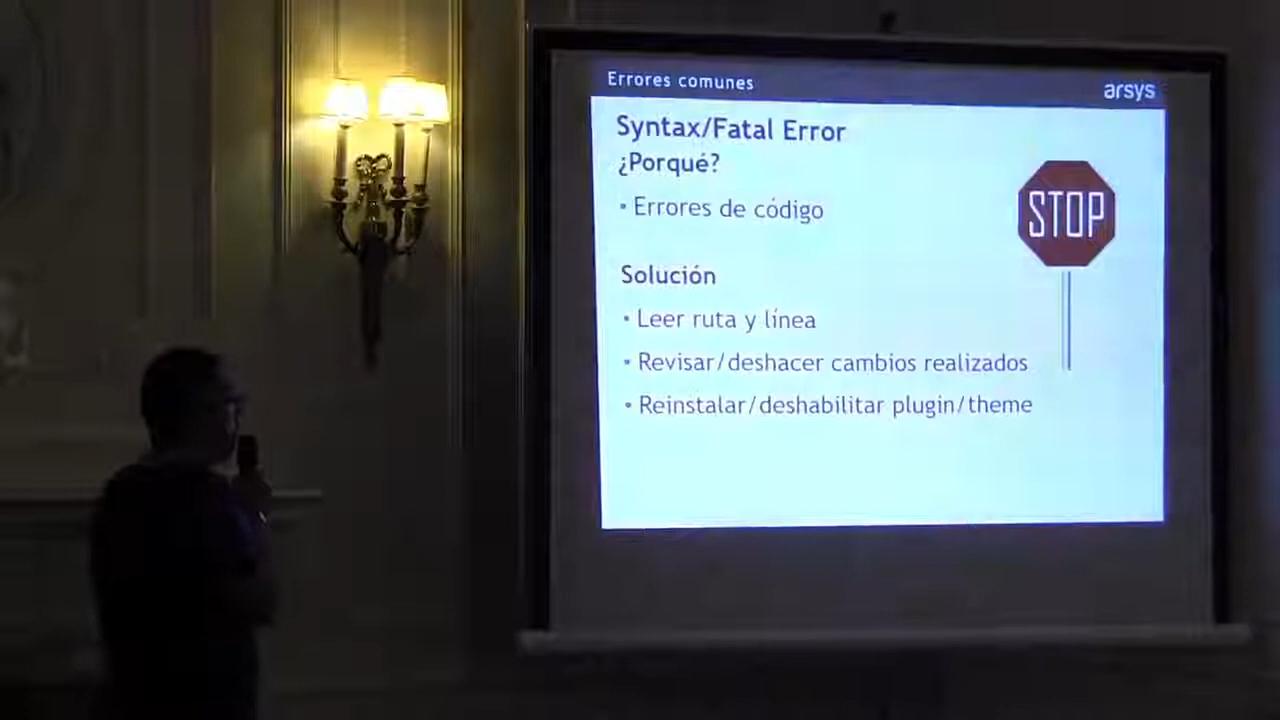 Errores comunes
arsys
Syntax/Fatal Error
¿Porqué?
• Errores de código
STOP
Solución
• Leer ruta y línea
• Revisar/deshacer cambios realizados
• Reinstalar/deshabilitar plugin/theme